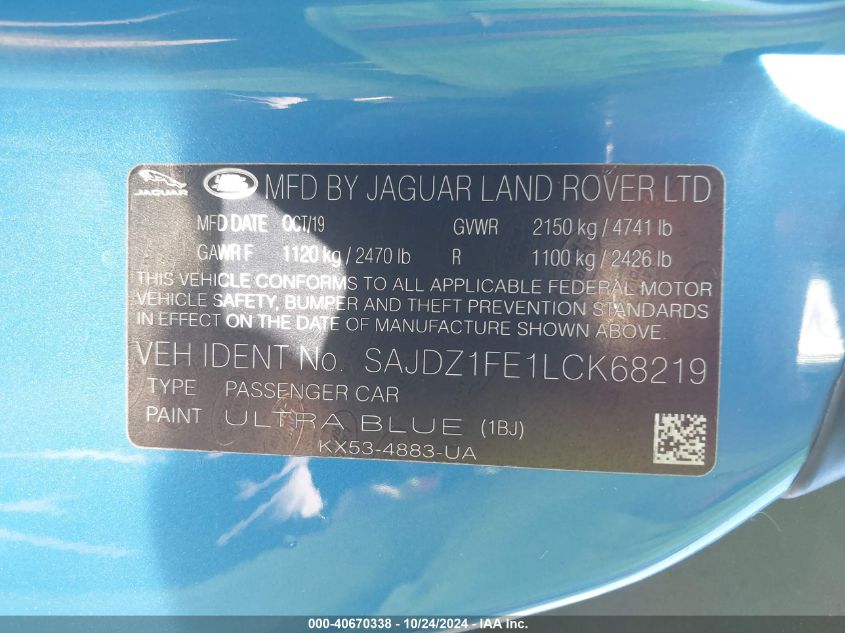 JAGUAR MFD BY JAGUAR LAND ROVER LTD
MFD DATE OCT/19 GVWR 2150 kg / 4741 lb
GAWR F 1120 kg / 2470 lb R 1100 kg / 2426 lb
THIS VEHICLE CONFORMS TO ALL APPLICABLE FEDERAL MOTOR
VEHICLE SAFETY, BUMPER AND THEFT PREVENTION STANDARDS
IN EFFECT ON THE DATE OF MANUFACTURE SHOWN ABOVE.
VEH IDENT No. SAJDZ1FE1LCK68219
TYPE PASSENGER CAR
PAINT ULTRA BLUE (1BJ)
KX53-4883-UA
000-40670338 - 10/24/2024 - IAA Inc.